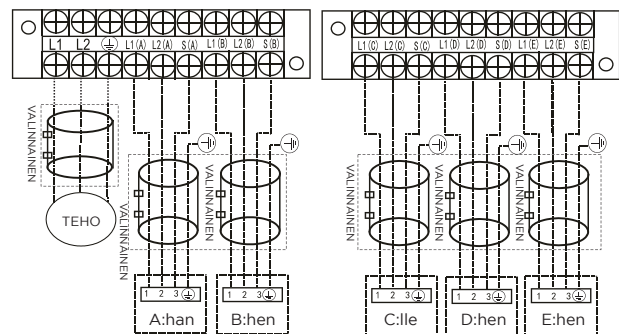 L1 L2 L1(A) L2(A) S(A) L1(B) L2(B) S(B)
L1(C) L2(C) S(C) L1(D) L2(D) S(D) L1(E) L2(E) S(E)
VALINNAINEN
TEHO
VALINNAINEN
VALINNAINEN
VALINNAINEN
VALINNAINEN
VALINNAINEN
1 2 3
A:han
1 2 3
B:hen
1 2 3
C:lle
1 2 3
D:hen
1 2 3
E:hen